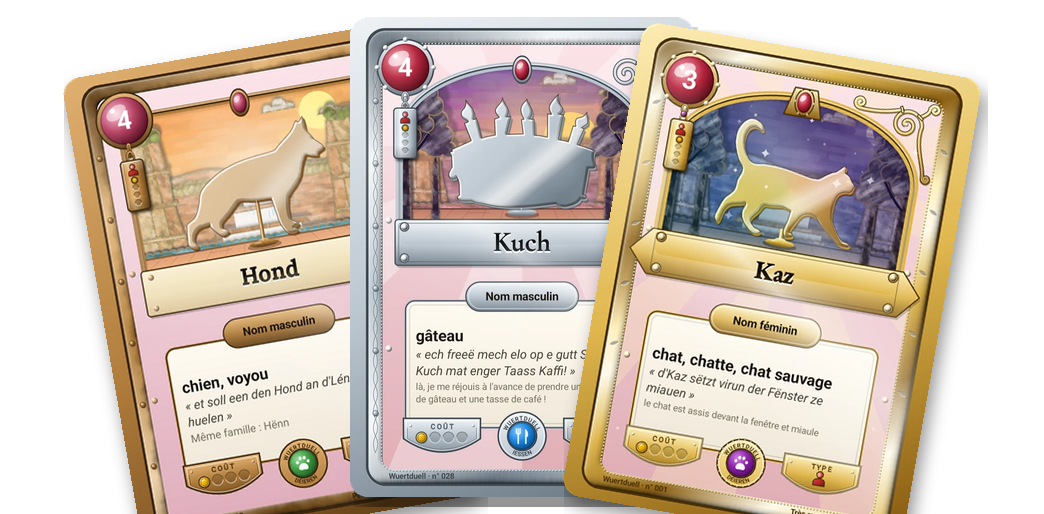 4
Hond
Nom masculin
chien, voyou
« et soll een den Hond an d'Lén
huelen »
Même famille : Hënn
COÛT
WUERTDUELL
DÉIEREN
4
Kuch
Nom masculin
gâteau
« ech freeë mech elo op e gutt S
Kuch mat enger Taass Kaffi! »
là, je me réjouis à l'avance de prendre un
de gâteau et une tasse de café !
COÛT
WUERTDUELL
IESSEN
Wuertduell · n° 028
3
Kaz
Nom féminin
chat, chatte, chat sauvage
« d'Kaz sëtzt virun der Fënster ze
miauen »
le chat est assis devant la fenêtre et miaule
COÛT
WUERTDUELL
DÉIEREN
TYPE
Wuertduell · n° 001